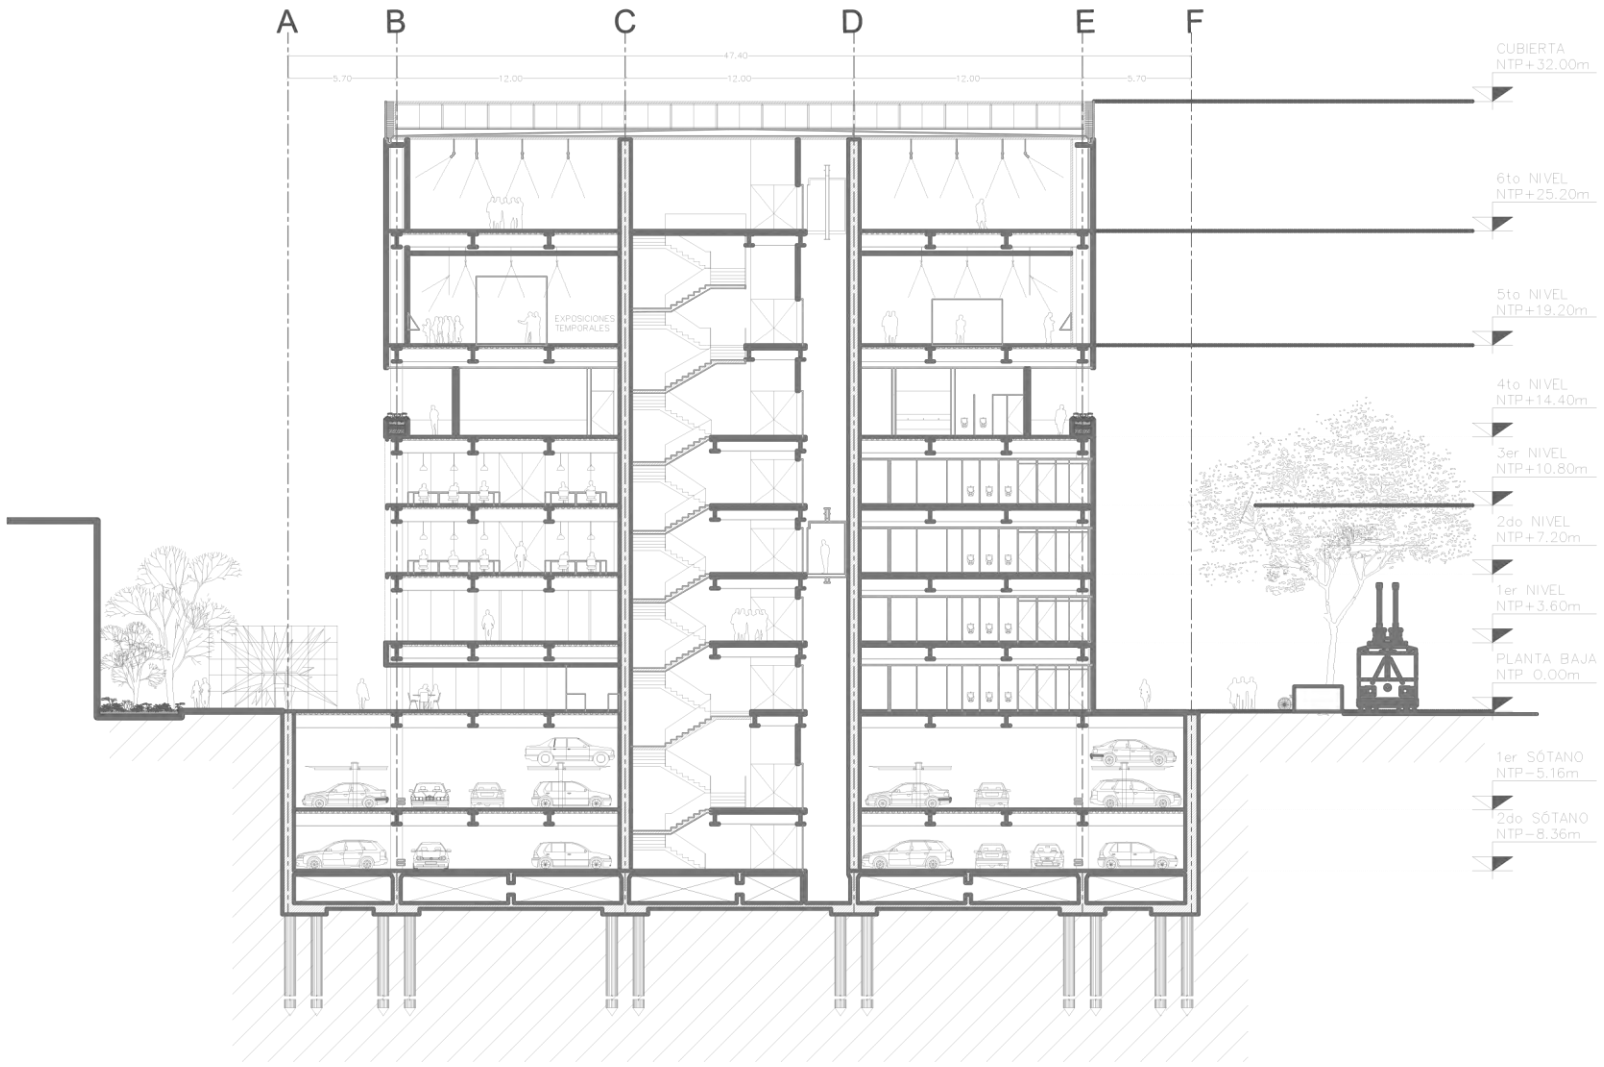 A B C D E F
47,40
5,70 12,00 12,00 12,00 5,70
CUBIERTA
NTP+32.00m
6to NIVEL
NTP+25.20m
5to NIVEL
NTP+19.20m
EXPOSICIONES
TEMPORALES
4to NIVEL
NTP+14.40m
3er NIVEL
NTP+10.80m
2do NIVEL
NTP+7.20m
1er NIVEL
NTP+3.60m
PLANTA BAJA
NTP 0.00m
1er SÓTANO
NTP-5.16m
2do SÓTANO
NTP-8.36m